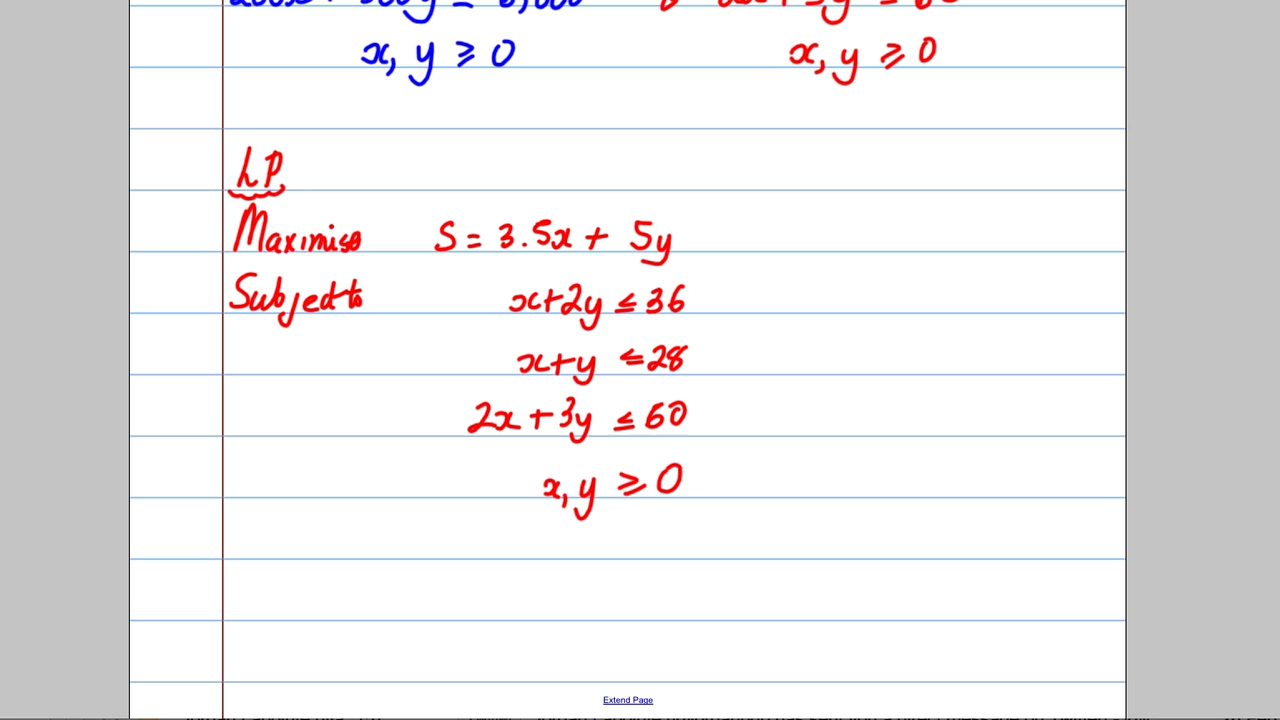 x, y ≥ 0 x, y ≥ 0
LP
Maximise S = 3.5x + 5y
Subject to x+2y ≤ 36
x+y ≤ 28
2x + 3y ≤ 60
x, y ≥ 0
Extend Page